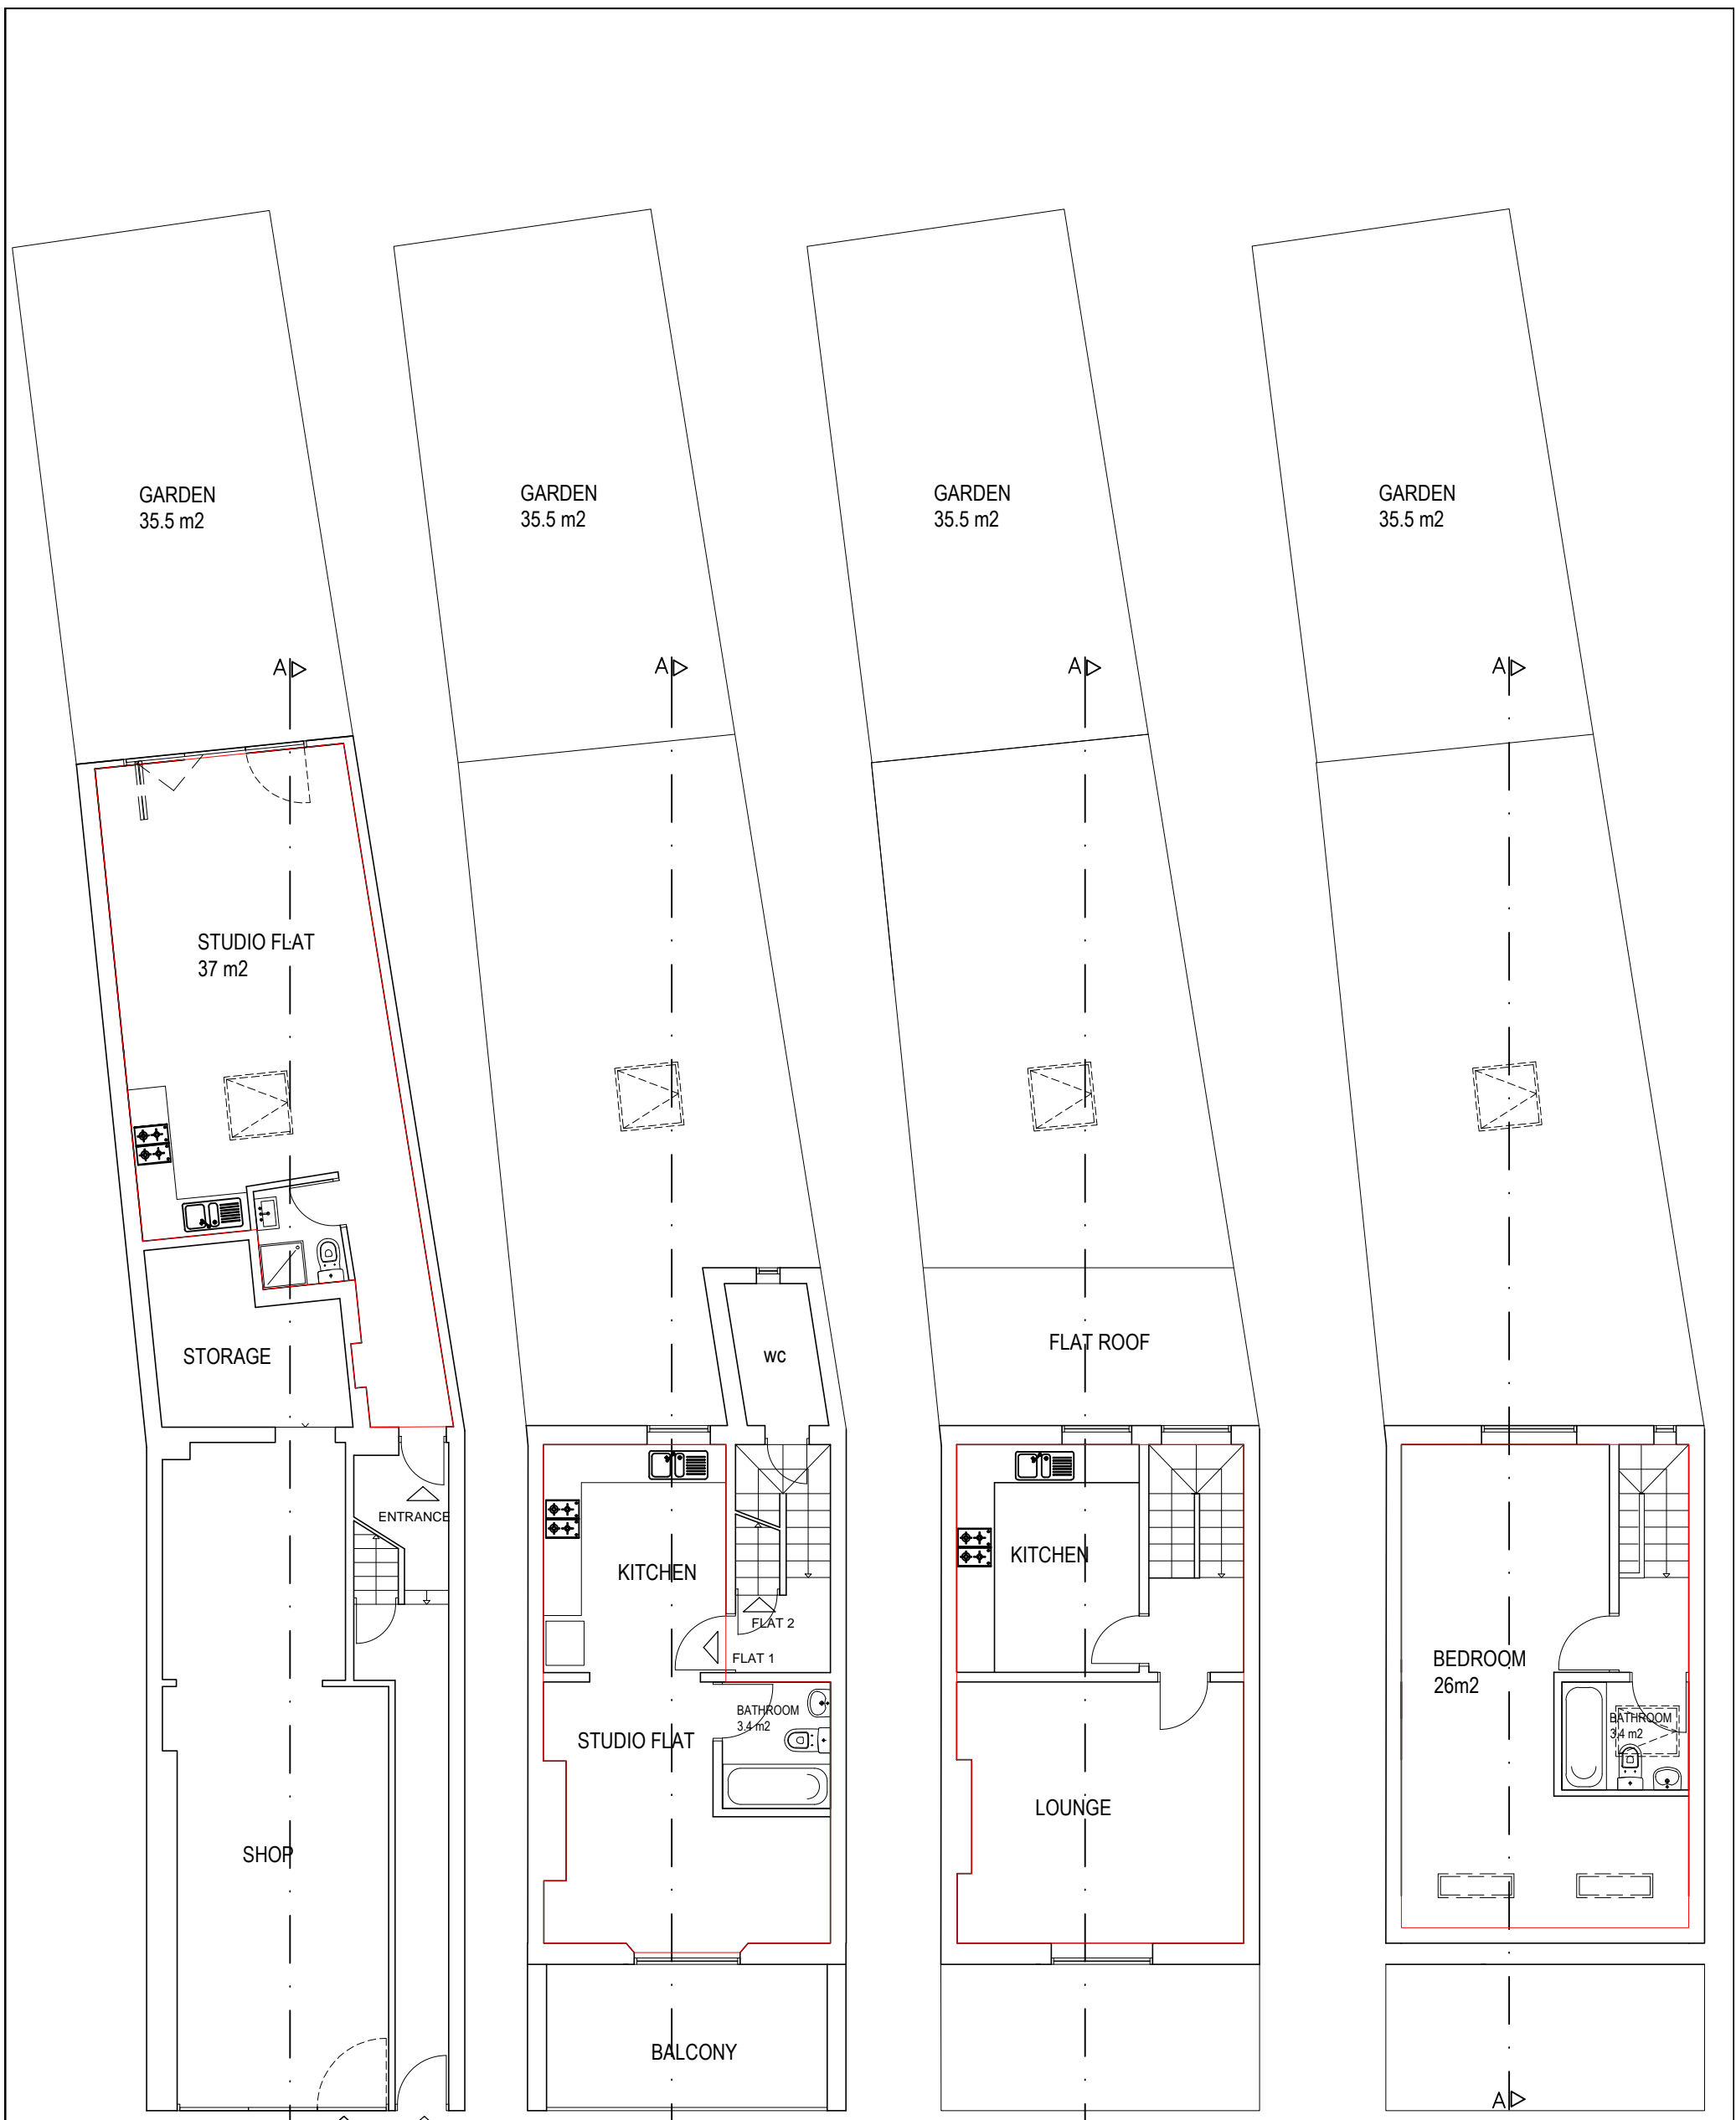 GARDEN
35.5 m2
GARDEN
35.5 m2
GARDEN
35.5 m2
GARDEN
35.5 m2
A
A
A
A
STUDIO FLAT
37 m2
STORAGE
WC
FLAT ROOF
ENTRANCE
KITCHEN
KITCHEN
FLAT 2
FLAT 1
BEDROOM
26m2
BATHROOM
3.4 m2
BATHROOM
3.4 m2
STUDIO FLAT
LOUNGE
SHOP
BALCONY
A